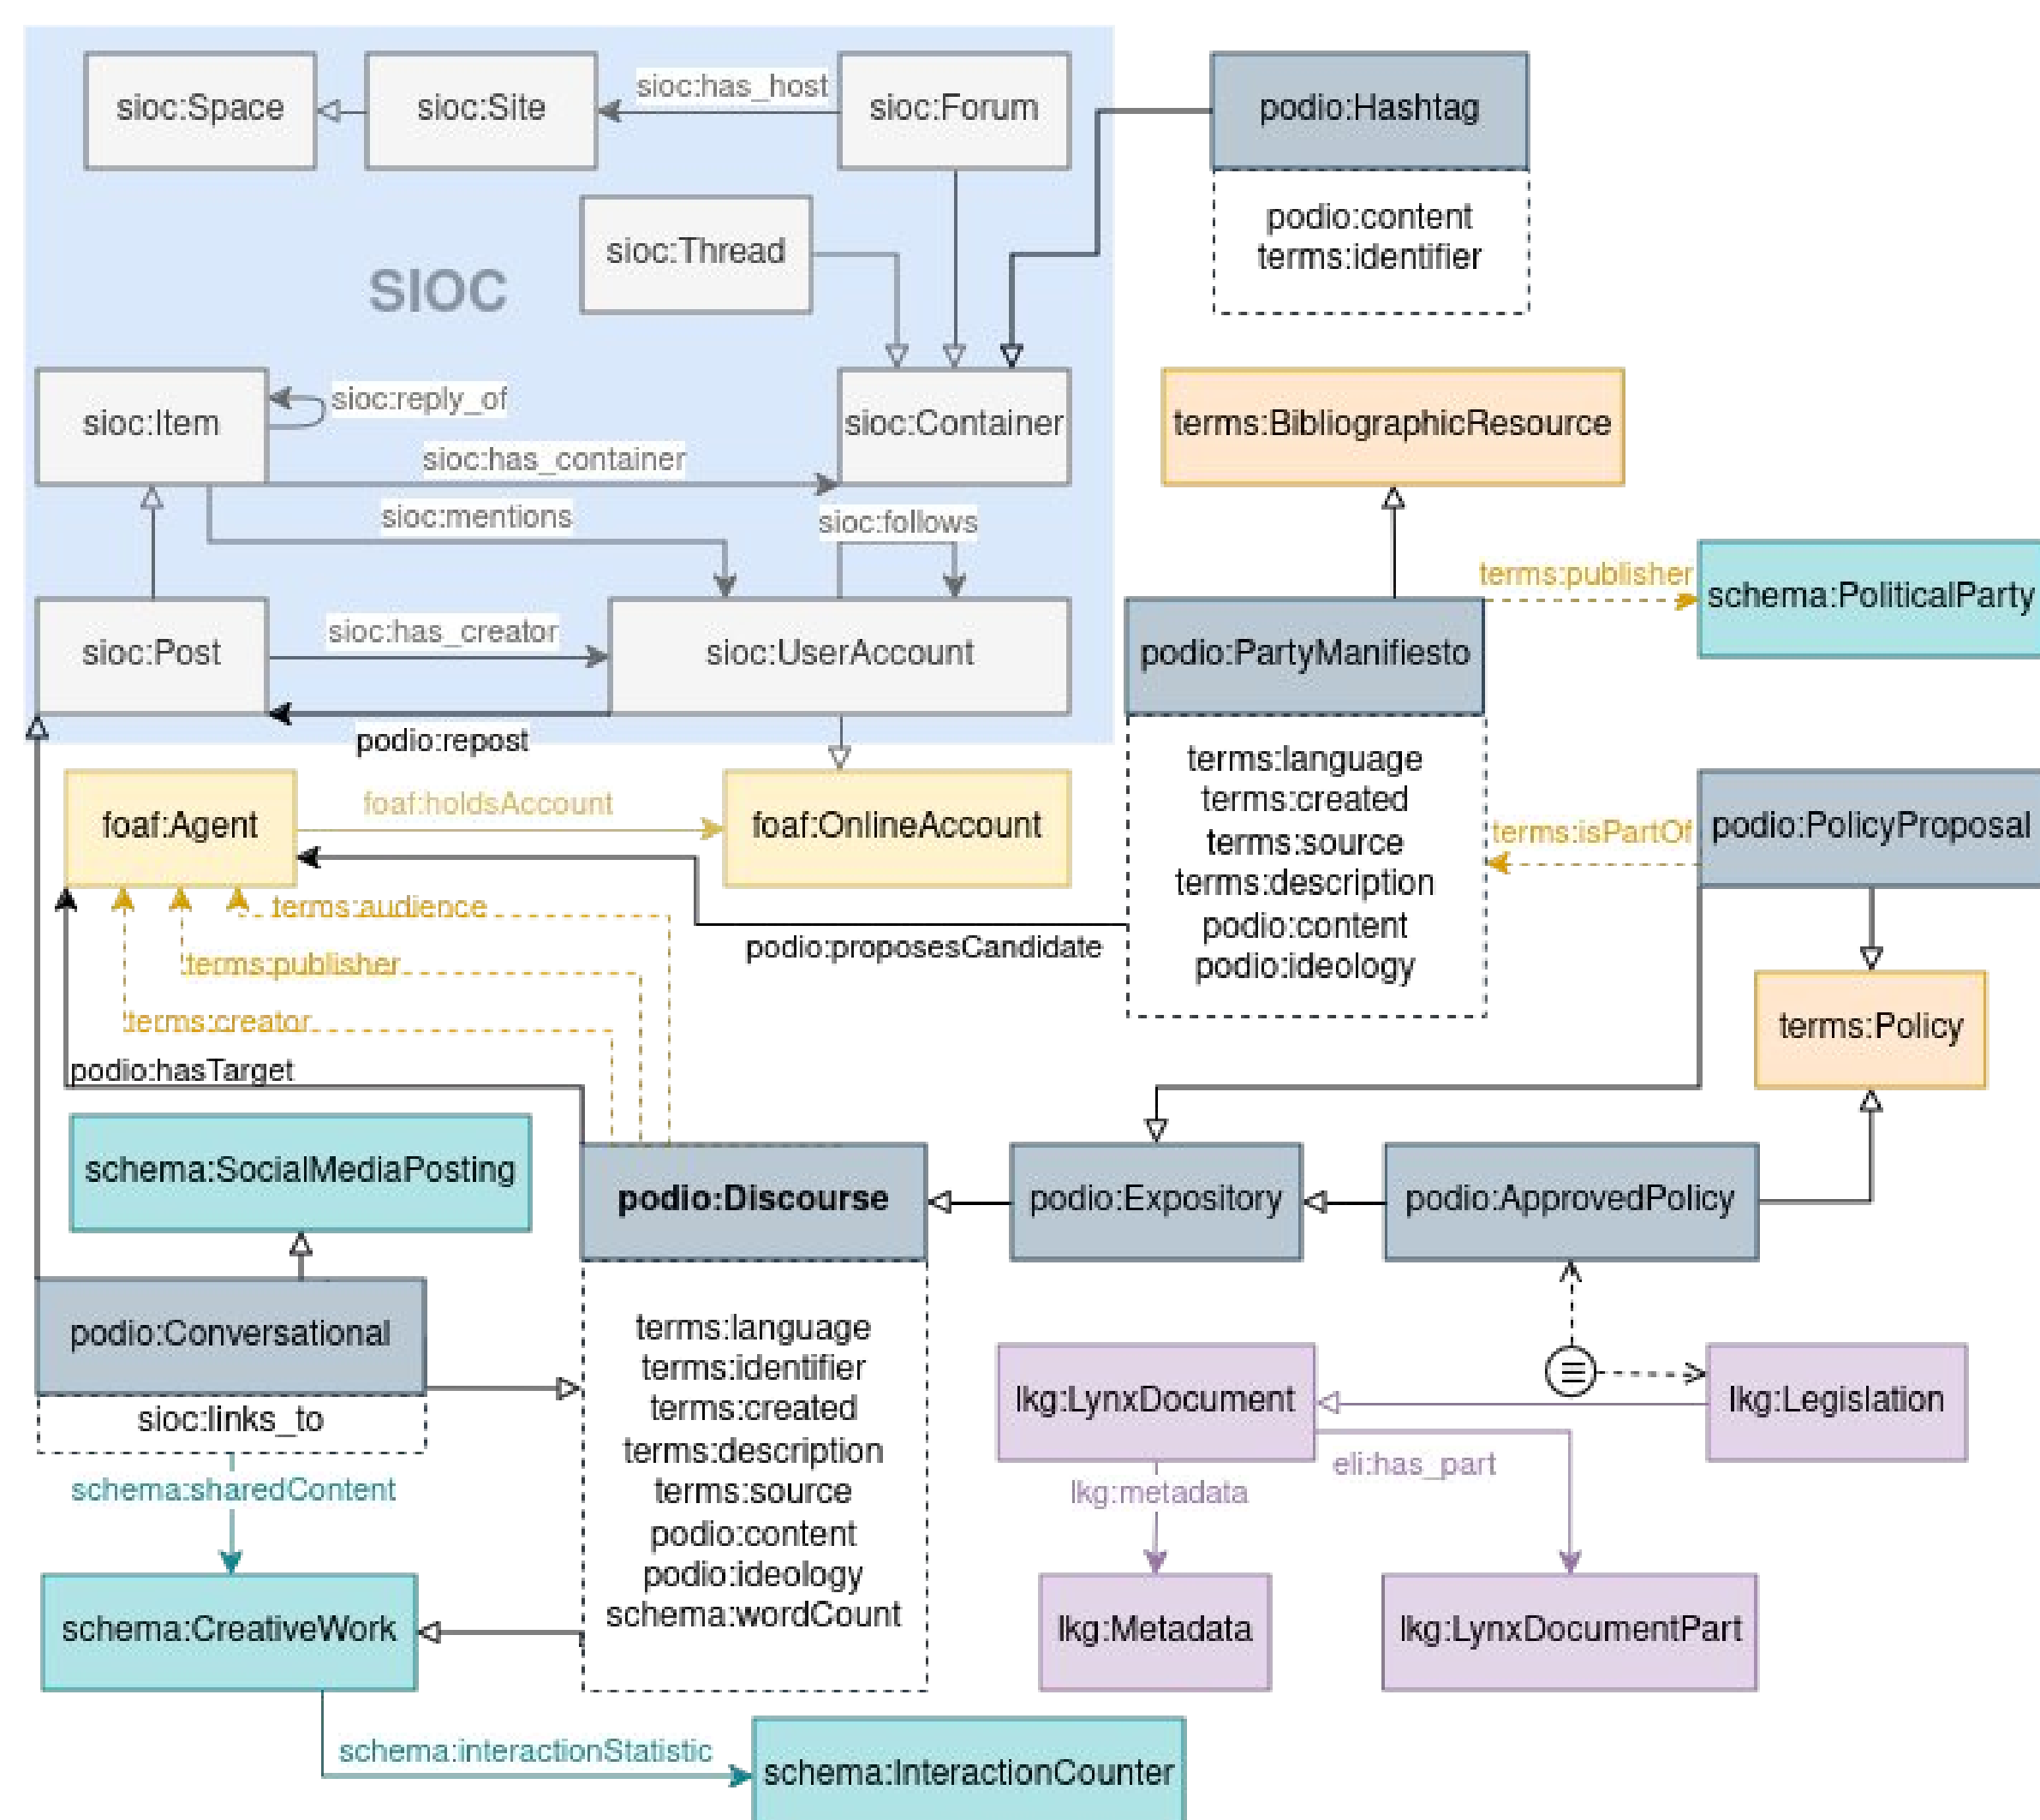 sioc:Space
sioc:Site
sioc:has_host
sioc:Forum
podio:Hashtag
podio:content
terms:identifier
sioc:Thread
SIOC
sioc:Item
sioc:reply_of
sioc:Container
terms:BibliographicResource
sioc:has_container
sioc:mentions
sioc:follows
terms:publisher
schema:PoliticalParty
sioc:Post
sioc:has_creator
sioc:UserAccount
podio:PartyManifiesto
podio:repost
terms:language
terms:created
terms:source
terms:description
podio:content
podio:ideology
foaf:Agent
foaf:holdsAccount
foaf:OnlineAccount
terms:isPartOf
podio:PolicyProposal
terms:audience
podio:proposesCandidate
terms:publisher
terms:creator
terms:Policy
podio:hasTarget
schema:SocialMediaPosting
podio:Discourse
podio:Expository
podio:ApprovedPolicy
podio:Conversational
sioc:links_to
terms:language
terms:identifier
terms:created
terms:description
terms:source
podio:content
podio:ideology
schema:wordCount
lkg:LynxDocument
lkg:Legislation
eli:has_part
lkg:metadata
schema:sharedContent
schema:CreativeWork
lkg:Metadata
lkg:LynxDocumentPart
schema:interactionStatistic
schema:InteractionCounter